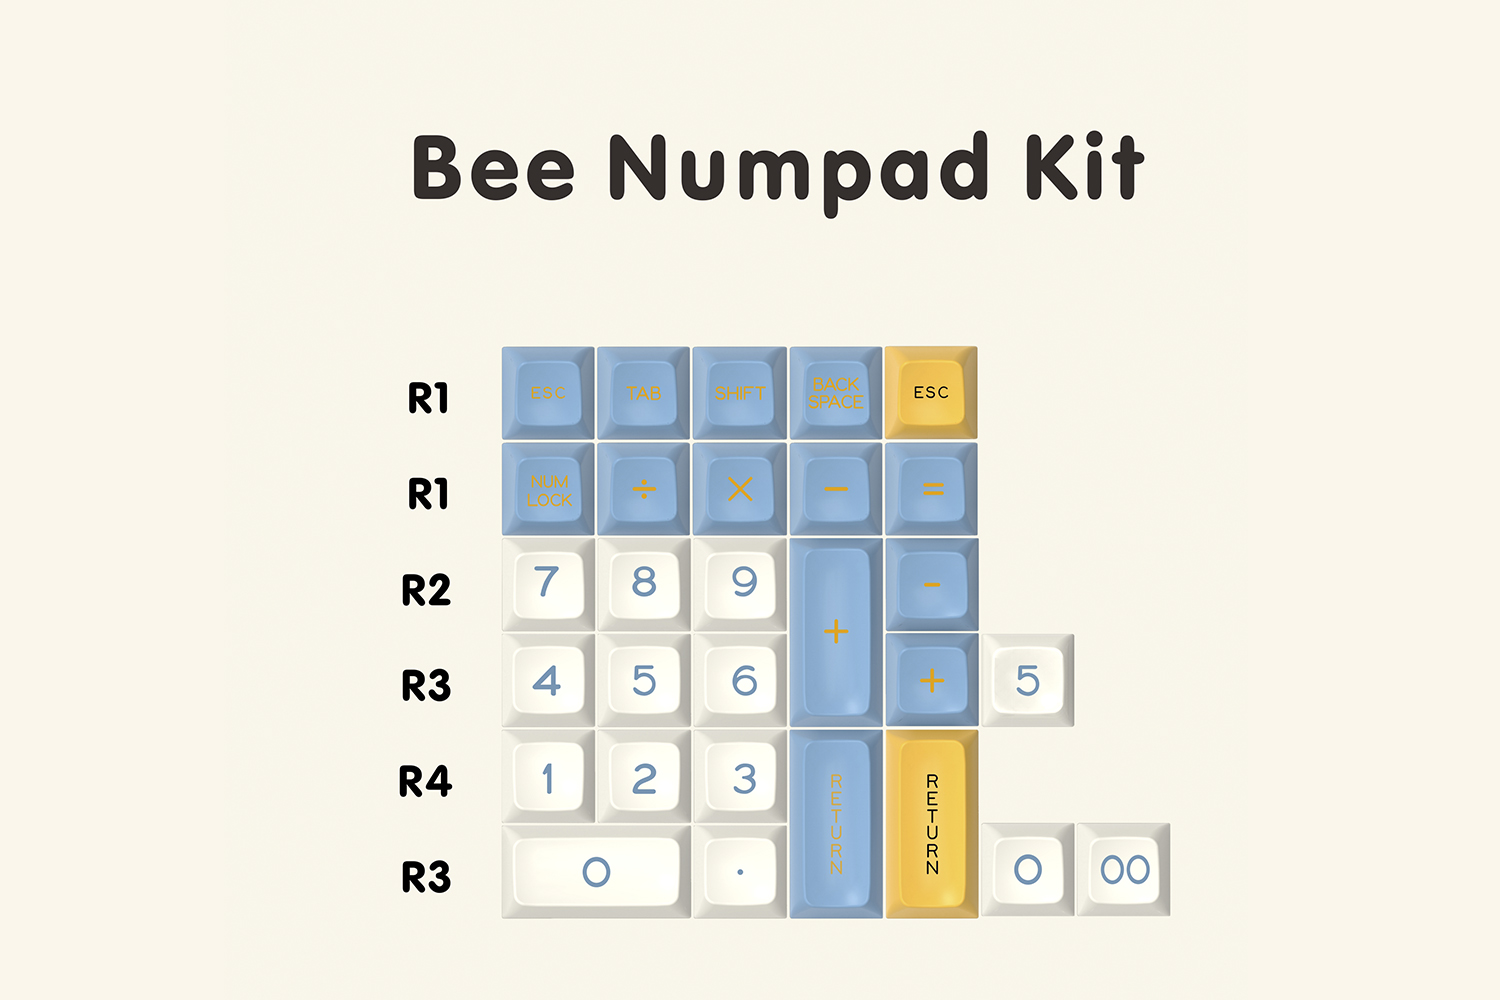 Bee Numpad Kit
R1 ESC TAB SHIFT BACK SPACE ESC
R1 NUM LOCK ÷ × − =
R2 7 8 9 + -
R3 4 5 6 + 5
R4 1 2 3 RETURN RETURN
R3 0 . 0 00